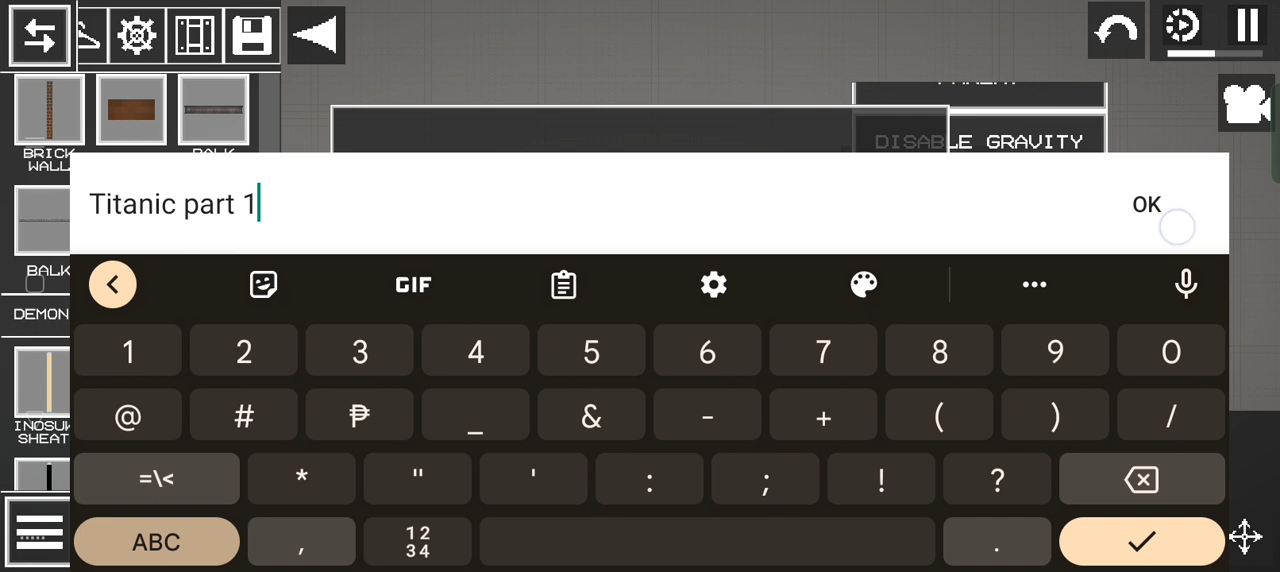 DISABLE GRAVITY
BRICK
WALL
BALK
Titanic part 1
OK
BALK
GIF
DEMON
1 2 3 4 5 6 7 8 9 0
@ # ₱ _ & - + ( ) /
INOSUK
SHEAT
=\< * " ' : ; ! ?
ABC , 12 .
34